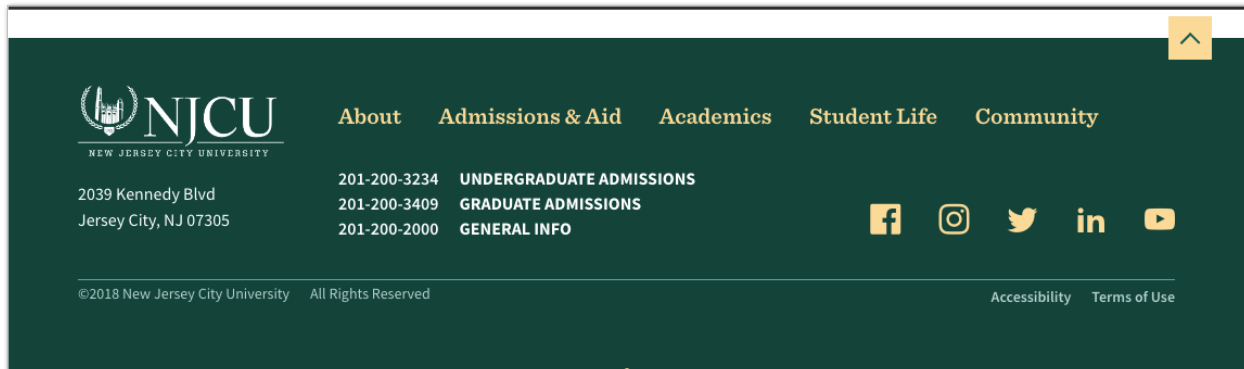 NJCU
NEW JERSEY CITY UNIVERSITY
2039 Kennedy Blvd
Jersey City, NJ 07305
About Admissions & Aid Academics Student Life Community
201-200-3234 UNDERGRADUATE ADMISSIONS
201-200-3409 GRADUATE ADMISSIONS
201-200-2000 GENERAL INFO
©2018 New Jersey City University All Rights Reserved
Accessibility Terms of Use